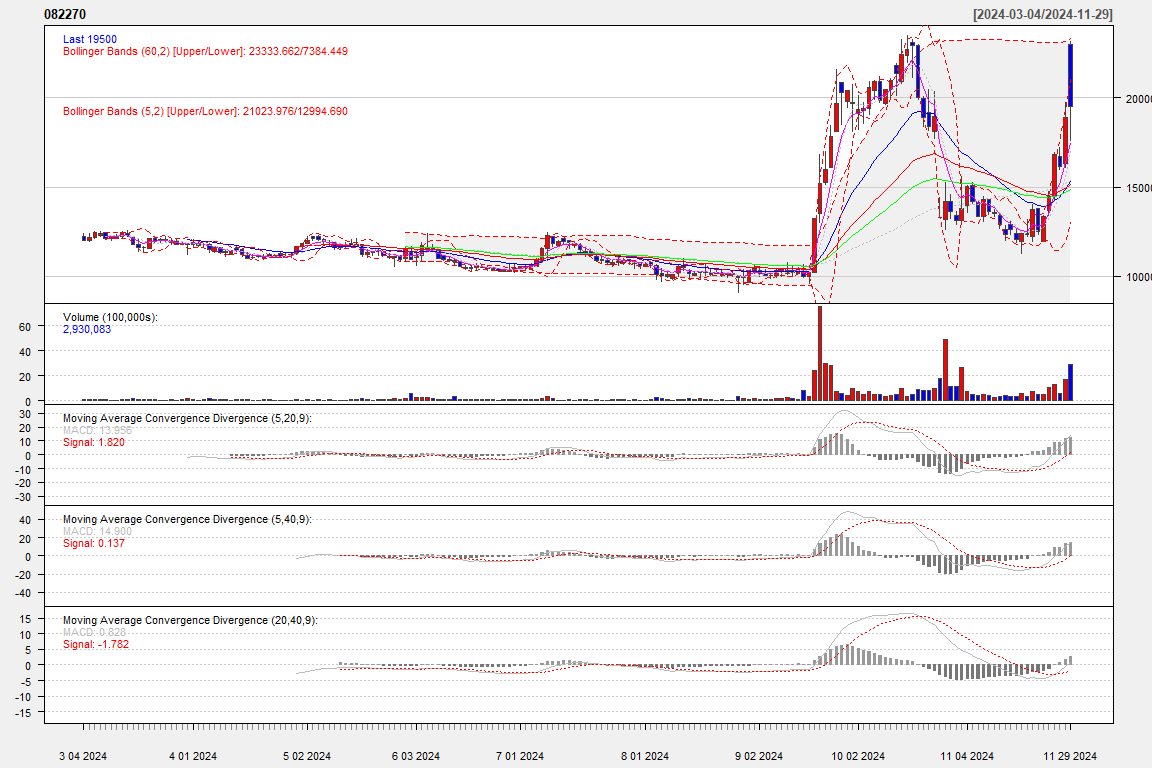 082270 [2024-03-04/2024-11-29]
Last 19500
Bollinger Bands (60,2) [Upper/Lower]: 23333.662/7384.449
Bollinger Bands (5,2) [Upper/Lower]: 21023.976/12994.690
20000
15000
10000
Volume (100,000s):
2,930,083
60
40
20
0
Moving Average Convergence Divergence (5,20,9):
MACD: 13.956
Signal: 1.820
30
20
10
0
-10
-20
-30
Moving Average Convergence Divergence (5,40,9):
MACD: 14.900
Signal: 0.137
40
20
0
-20
-40
Moving Average Convergence Divergence (20,40,9):
MACD: 0.828
Signal: -1.782
15
10
5
0
-5
-10
-15
3 04 2024 4 01 2024 5 02 2024 6 03 2024 7 01 2024 8 01 2024 9 02 2024 10 02 2024 11 04 2024 11 29 2024